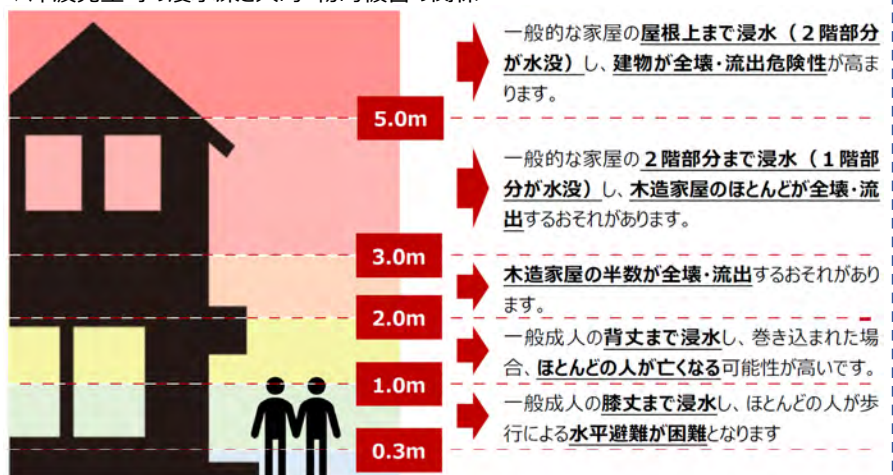 一般的な家屋の屋根上まで浸水（２階部分
が水没）し、建物が全壊・流出危険性が高ま
ります。
5.0m
一般的な家屋の２階部分まで浸水（１階部
分が水没）し、木造家屋のほとんどが全壊・流
出するおそれがあります。
3.0m
木造家屋の半数が全壊・流出するおそれがあり
ます。
2.0m
一般成人の背丈まで浸水し、巻き込まれた場
合、ほとんどの人が亡くなる可能性が高いです。
1.0m
一般成人の膝丈まで浸水し、ほとんどの人が歩
行による水平避難が困難となります
0.3m